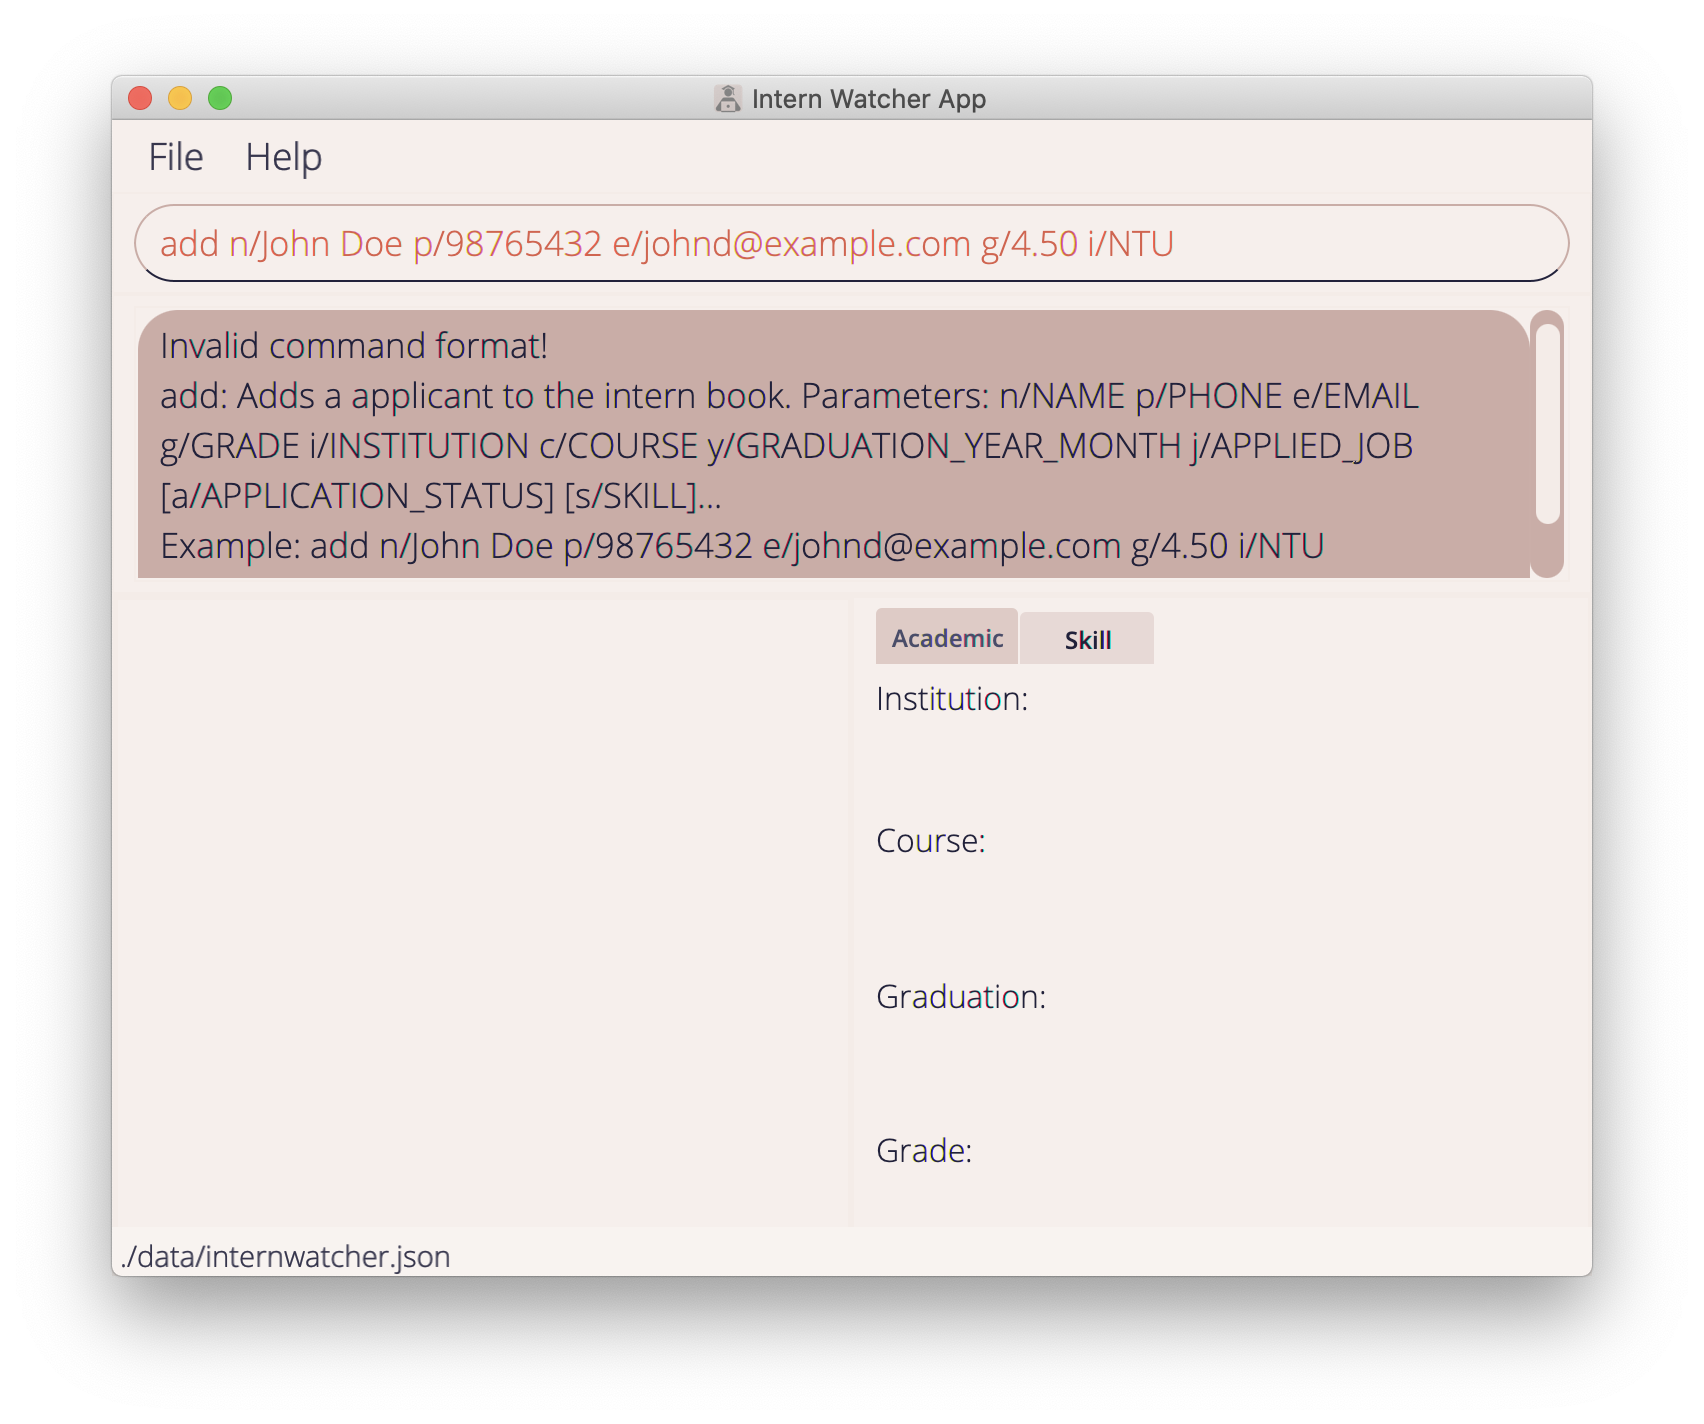 Intern Watcher App
File Help
add n/John Doe p/98765432 e/johnd@example.com g/4.50 i/NTU
Invalid command format!
add: Adds a applicant to the intern book. Parameters: n/NAME p/PHONE e/EMAIL
g/GRADE i/INSTITUTION c/COURSE y/GRADUATION_YEAR_MONTH j/APPLIED_JOB
[a/APPLICATION_STATUS] [s/SKILL]...
Example: add n/John Doe p/98765432 e/johnd@example.com g/4.50 i/NTU
Academic Skill
Institution:
Course:
Graduation:
Grade:
./data/internwatcher.json